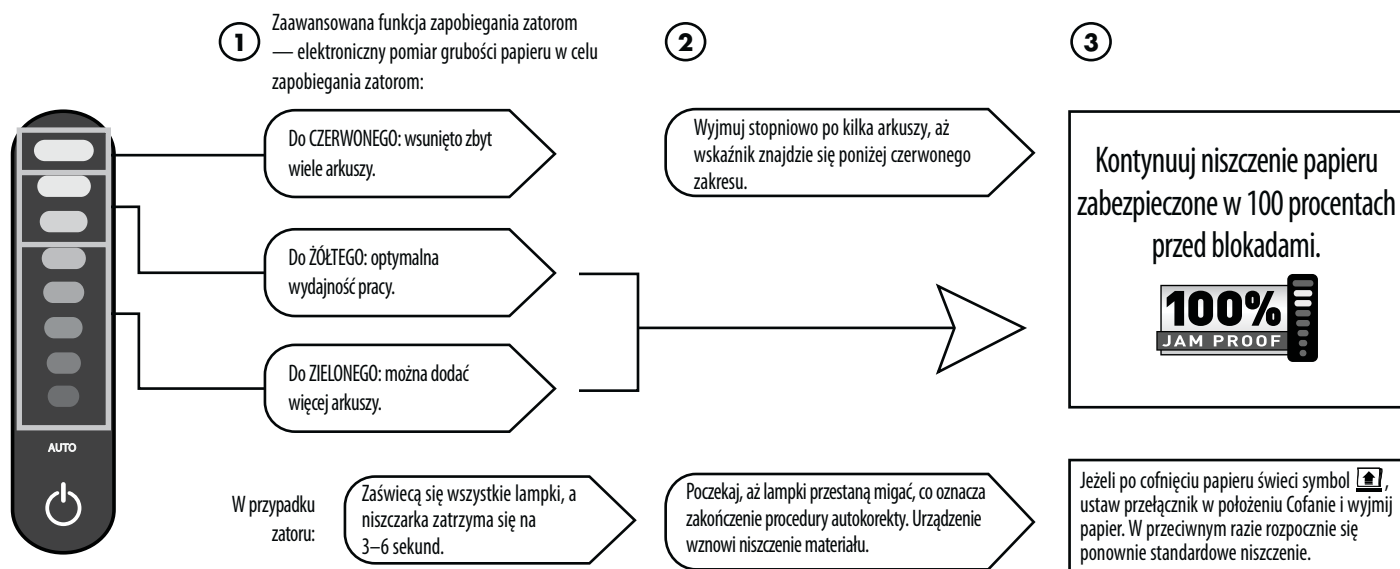 1
Zaawansowana funkcja zapobiegania zatorom
— elektroniczny pomiar grubości papieru w celu
zapobiegania zatorom:
Do CZERWONEGO: wsunięto zbyt
wiele arkuszy.
Do ŻÓŁTEGO: optymalna
wydajność pracy.
Do ZIELONEGO: można dodać
więcej arkuszy.
2
Wyjmuj stopniowo po kilka arkuszy, aż
wskaźnik znajdzie się poniżej czerwonego
zakresu.
3
Kontynuuj niszczenie papieru
zabezpieczone w 100 procentach
przed blokadami.
100%
JAM PROOF
AUTO
W przypadku
zatoru:
Zaświecą się wszystkie lampki, a
niszczarka zatrzyma się na
3–6 sekund.
Poczekaj, aż lampki przestaną migać, co oznacza
zakończenie procedury autokorekty. Urządzenie
wznowi niszczenie materiału.
Jeżeli po cofnięciu papieru świeci symbol ,
ustaw przełącznik w położeniu Cofanie i wyjmij
papier. W przeciwnym razie rozpocznie się
ponownie standardowe niszczenie.